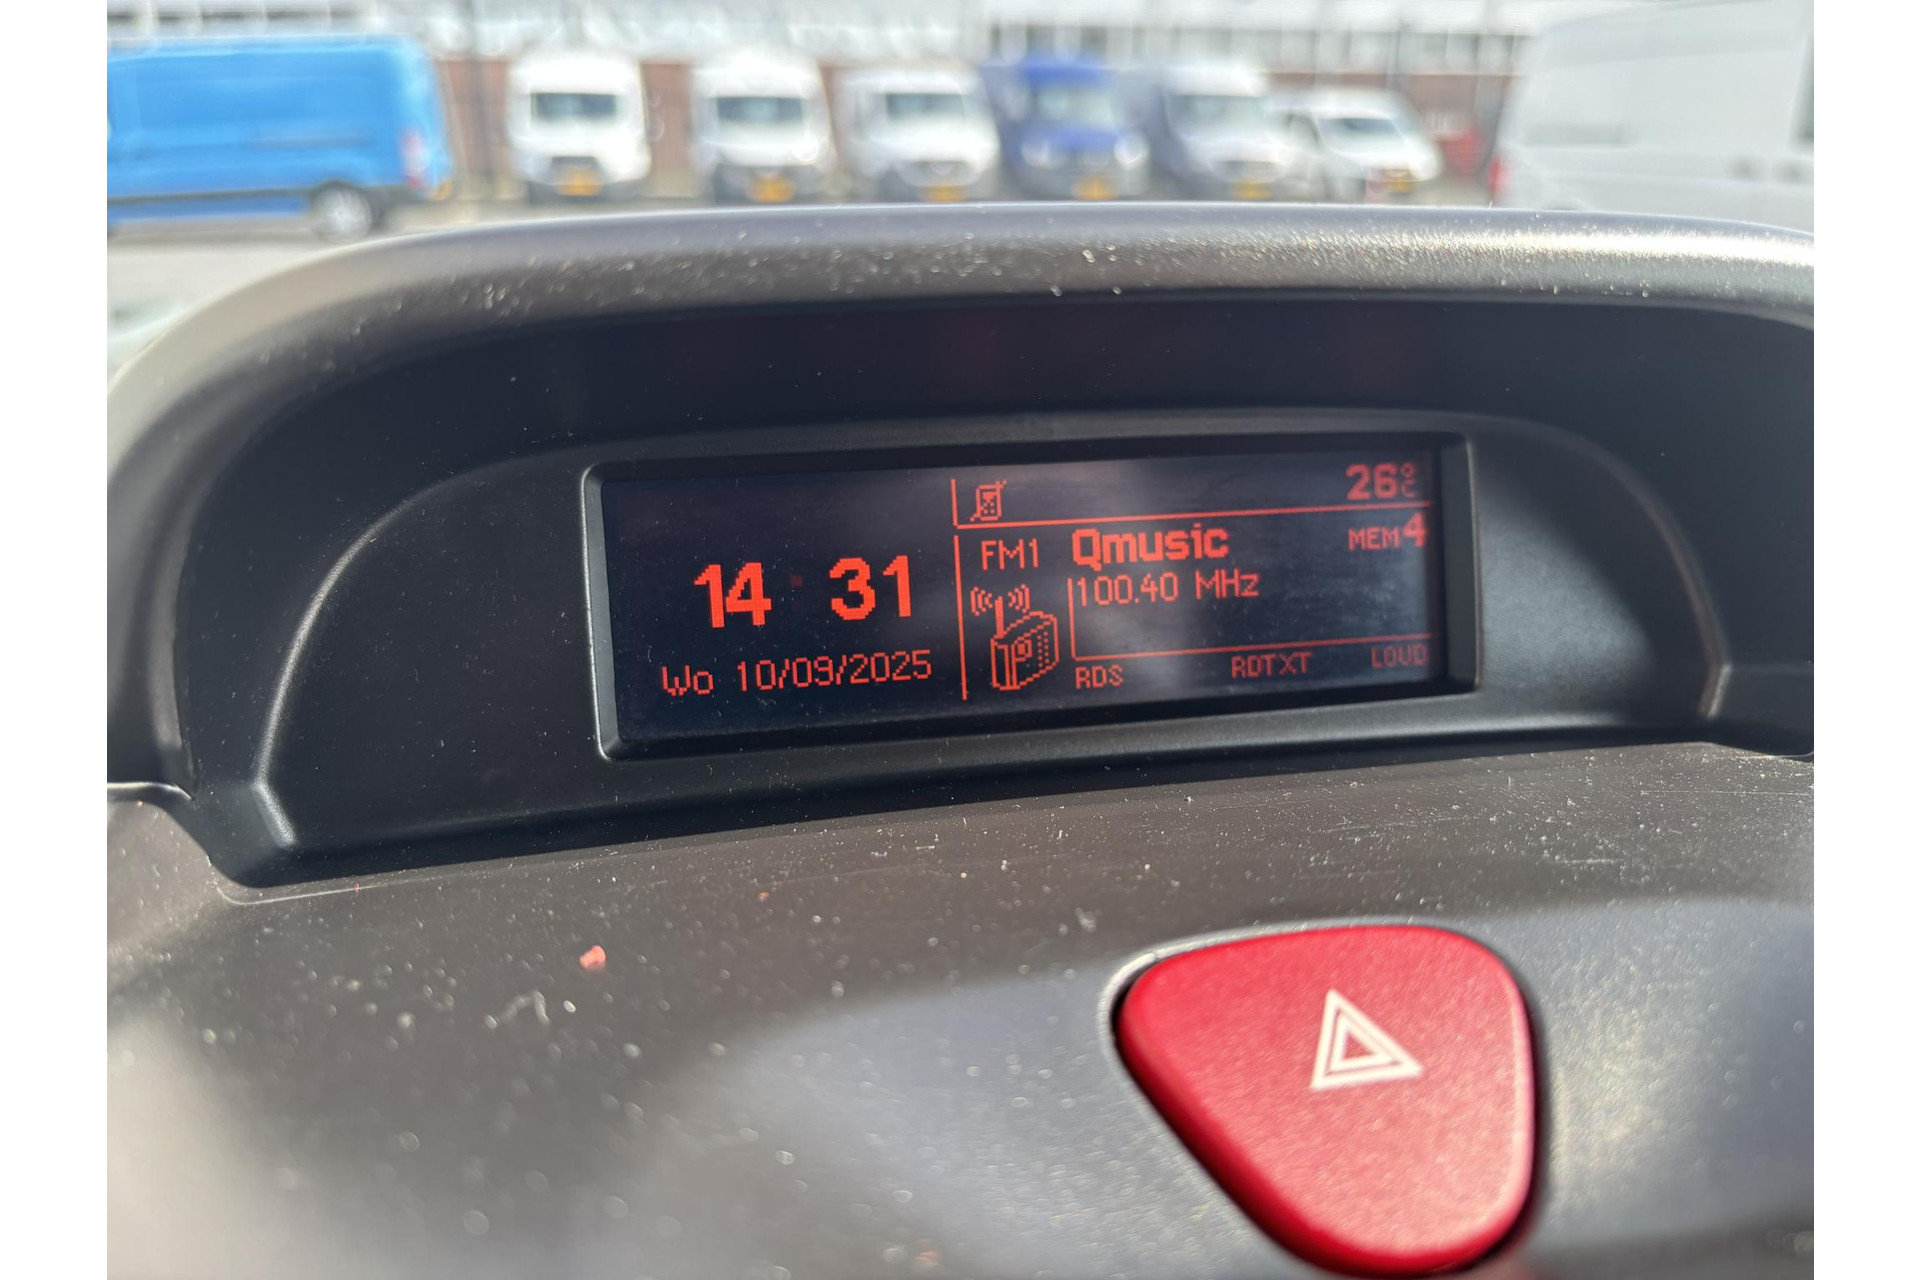 14 31
Wo 10/09/2025
26°C
FM1 Qmusic MEM 4
100.40 MHz
RDS RDTXT LOUD